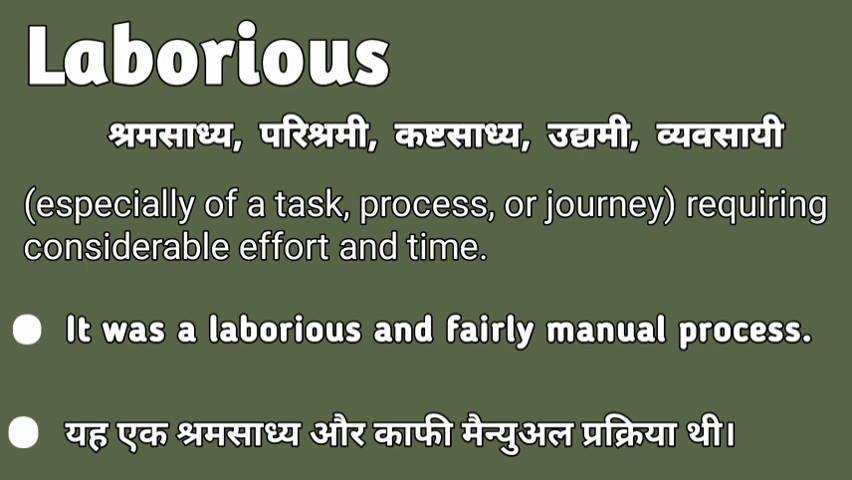 Laborious
श्रमसाध्य, परिश्रमी, कष्टसाध्य, उद्यमी, व्यवसायी
(especially of a task, process, or journey) requiring
considerable effort and time.
It was a laborious and fairly manual process.
यह एक श्रमसाध्य और काफी मैन्युअल प्रक्रिया थी।